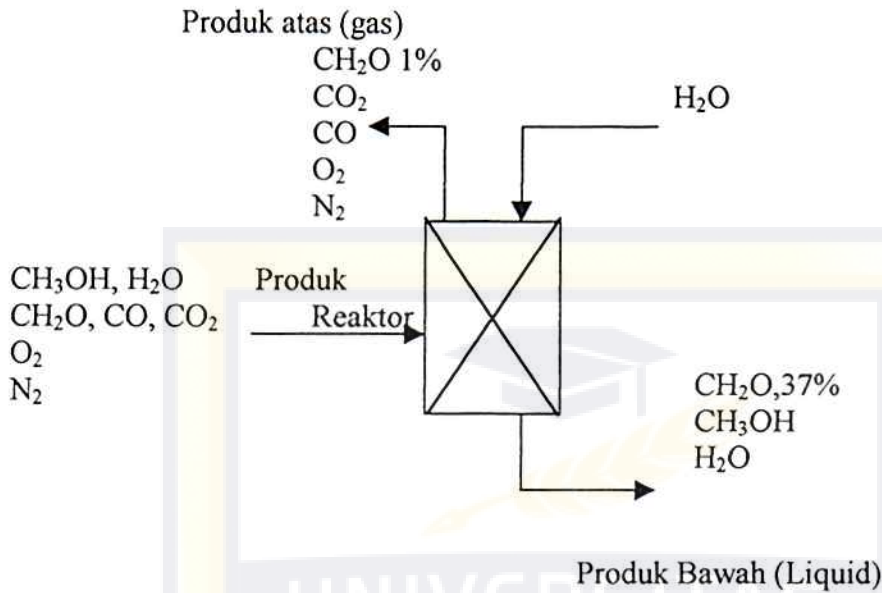 Produk atas (gas)
CH₂O 1%
CO₂
CO
O₂
N₂
H₂O
CH₃OH, H₂O Produk
CH₂O, CO, CO₂ Reaktor
O₂
N₂
CH₂O,37%
CH₃OH
H₂O
Produk Bawah (Liquid)